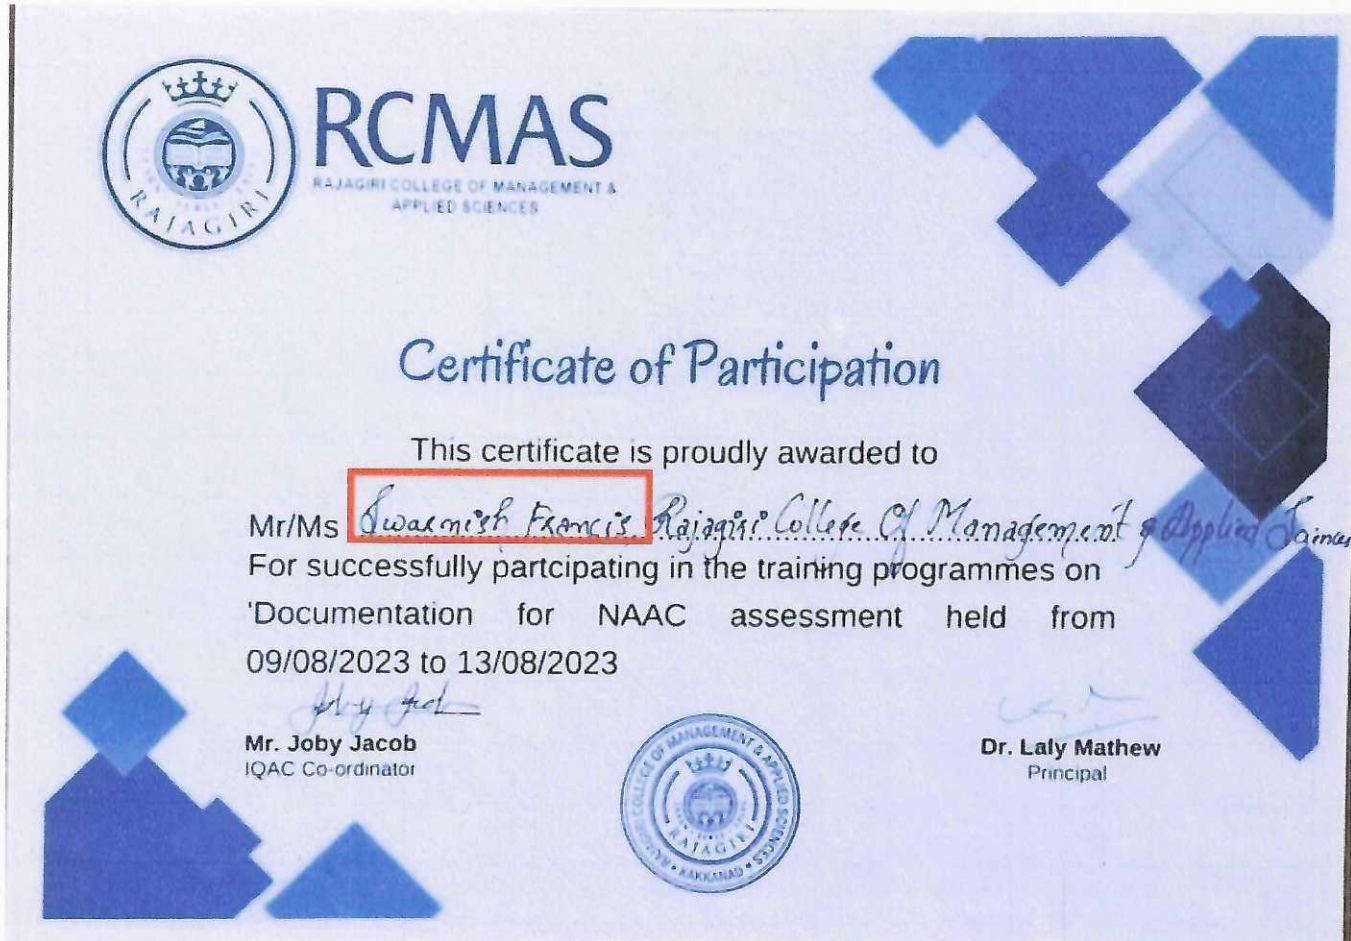 RCMAS
RAJAGIRI COLLEGE OF MANAGEMENT &
APPLIED SCIENCES
RAJAGIRI
Certificate of Participation
This certificate is proudly awarded to
Mr/Ms Swarnish Francis Rajagiri College Of Management & Applied Sciences
For successfully partcipating in the training programmes on
'Documentation for NAAC assessment held from
09/08/2023 to 13/08/2023
Mr. Joby Jacob
IQAC Co-ordinator
Dr. Laly Mathew
Principal
RAJAGIRI COLLEGE OF MANAGEMENT & APPLIED SCIENCES
KAKKANAD
RAJAGIRI